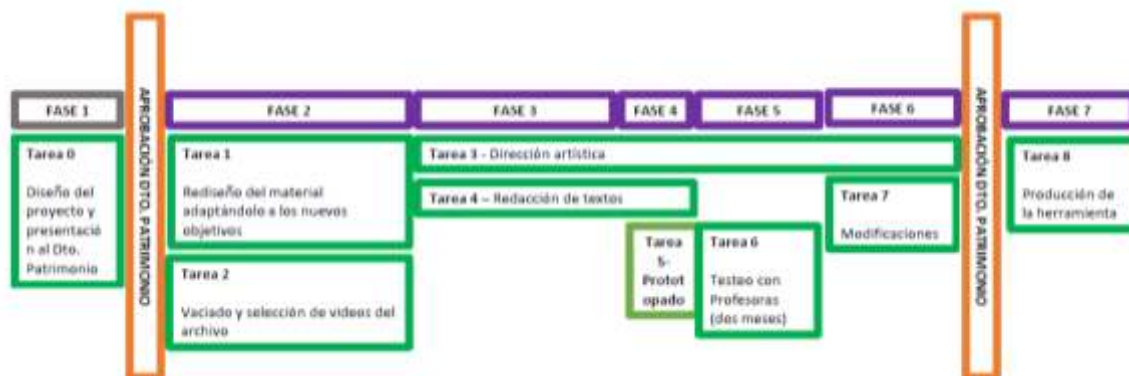 FASE 1
APROBACIÓN DTO. PATRIMONIO
FASE 2
FASE 3
FASE 4
FASE 5
FASE 6
APROBACIÓN DTO. PATRIMONIO
FASE 7
Tarea 0
Diseño del
proyecto y
presentació
n al Dto.
Patrimonio
Tarea 1
Rediseño del material
adaptándolo a los nuevos
objetivos
Tarea 2
Vaciado y selección de videos del
archivo
Tarea 3 - Dirección artística
Tarea 4 – Redacción de textos
Tarea
5-
Protot
opado
Tarea 6
Testeo con
Profesoras
(dos meses)
Tarea 7
Modificaciones
Tarea 8
Producción de
la herramienta